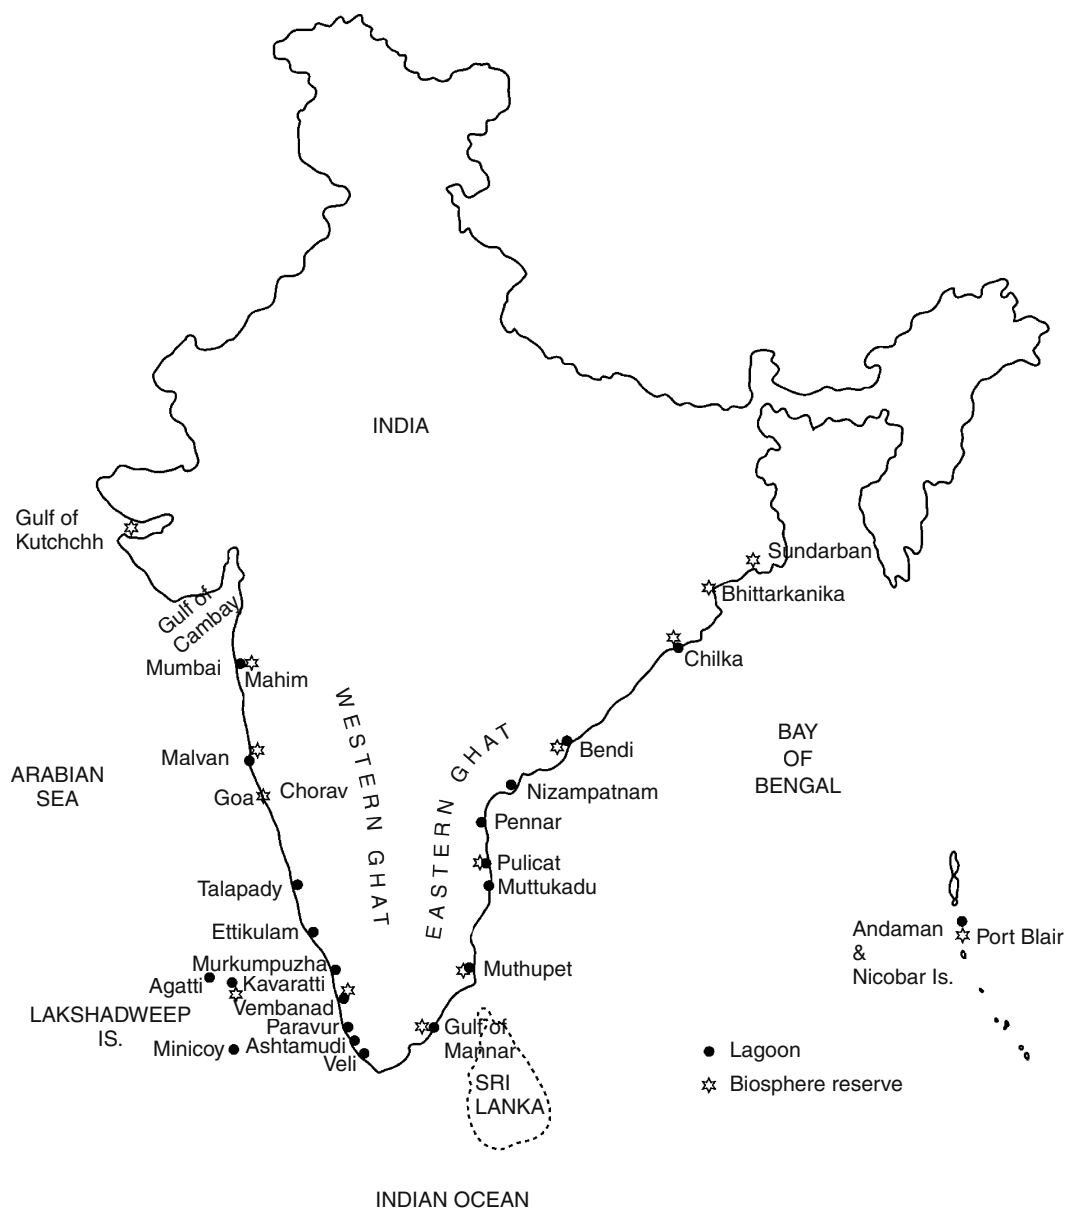 INDIA
Gulf of
Kutchchh
Sundarban
Bhittarkanika
Gulf of
Cambay
Chilka
Mumbai
Mahim
WESTERN GHAT
EASTERN GHAT
BAY
OF
BENGAL
Bendi
Malvan
ARABIAN
SEA
Goa
Chorav
Nizampatnam
Pennar
Pulicat
Muttukadu
Talapady
Ettikulam
Andaman
&
Nicobar Is.
Port Blair
Murkumpuzha
Muthupet
Agatti
Kavaratti
Vembanad
LAKSHADWEEP
IS.
Paravur
Gulf of
Mannar
Ashtamudi
Minicoy
Veli
Lagoon
Biosphere reserve
SRI
LANKA
INDIAN OCEAN